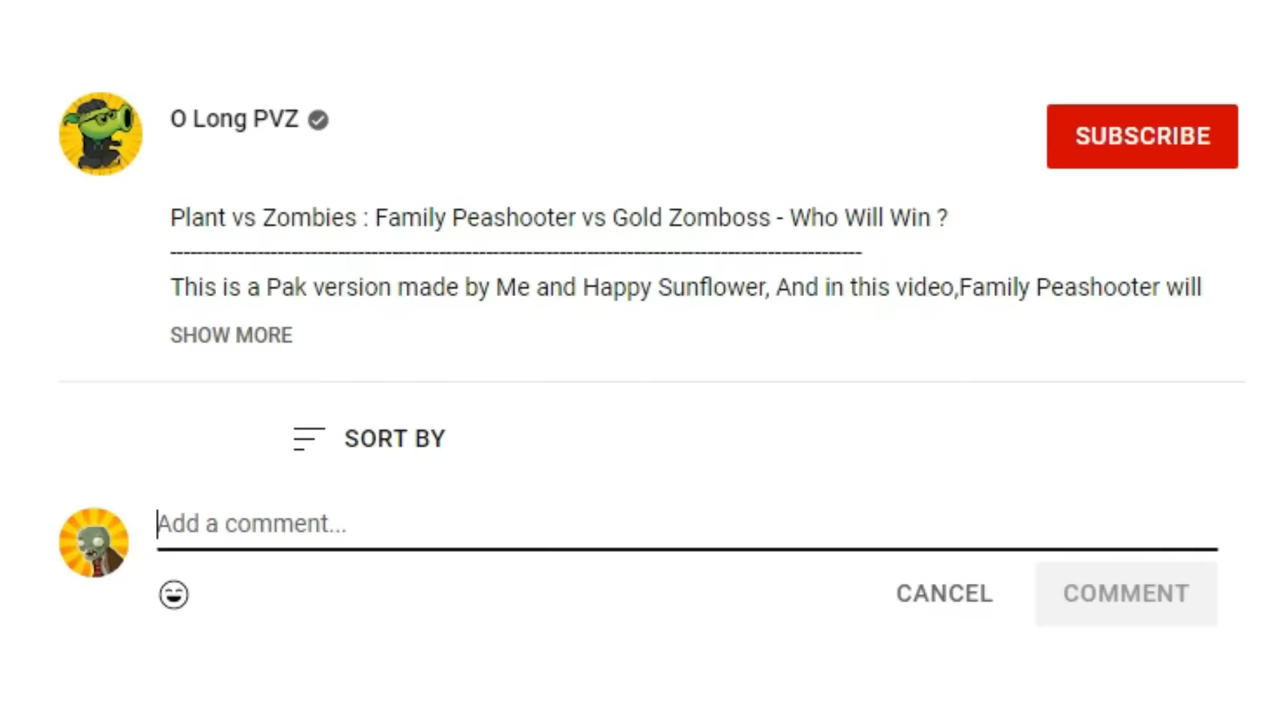 O Long PVZ
SUBSCRIBE
Plant vs Zombies : Family Peashooter vs Gold Zomboss - Who Will Win ?
--------------------------------------------------------------------------------------------------------
This is a Pak version made by Me and Happy Sunflower, And in this video,Family Peashooter will
SHOW MORE
SORT BY
Add a comment...
CANCEL
COMMENT